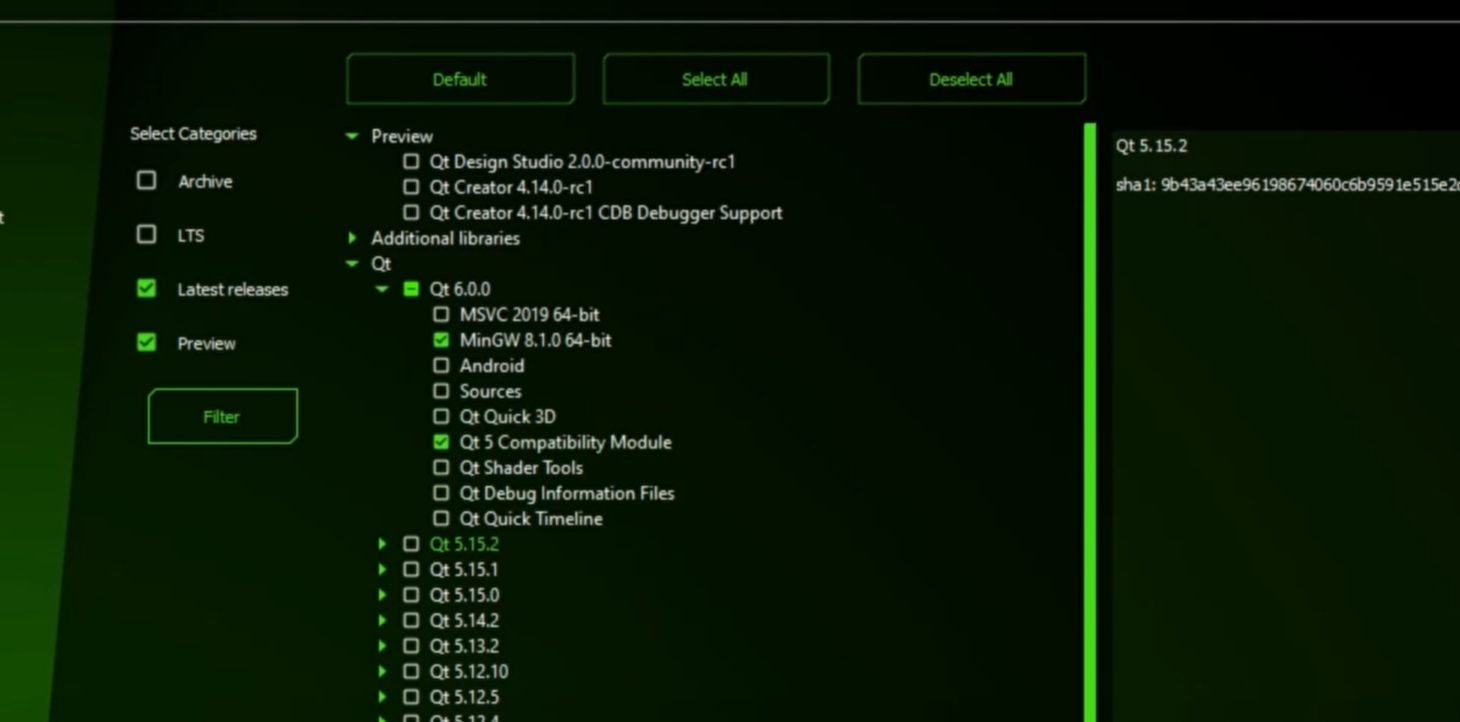 Default Select All Deselect All
Select Categories
Archive
LTS
Latest releases
Preview
Filter
Preview
Qt Design Studio 2.0.0-community-rc1
Qt Creator 4.14.0-rc1
Qt Creator 4.14.0-rc1 CDB Debugger Support
Additional libraries
Qt
Qt 6.0.0
MSVC 2019 64-bit
MinGW 8.1.0 64-bit
Android
Sources
Qt Quick 3D
Qt 5 Compatibility Module
Qt Shader Tools
Qt Debug Information Files
Qt Quick Timeline
Qt 5.15.2
Qt 5.15.1
Qt 5.15.0
Qt 5.14.2
Qt 5.13.2
Qt 5.12.10
Qt 5.12.5
Qt 5.12.4
Qt 5.15.2
sha1: 9b43a43ee96198674060c6b9591e515e2